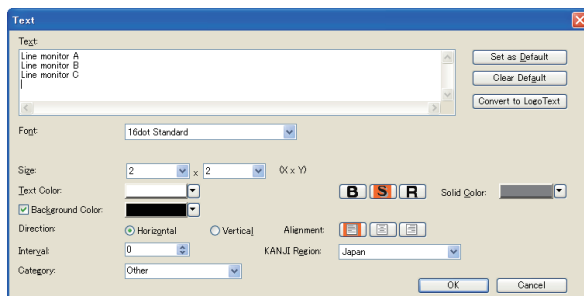 Text
Text:
Line monitor A
Line monitor B
Line monitor C
Set as Default
Clear Default
Convert to LogoText
Font:
16dot Standard
Size:
2 x 2 (X x Y)
Text Color:
B S R Solid Color:
Background Color:
Direction: Horizontal Vertical Alignment:
Interval: 0 KANJI Region: Japan
Category: Other
OK Cancel